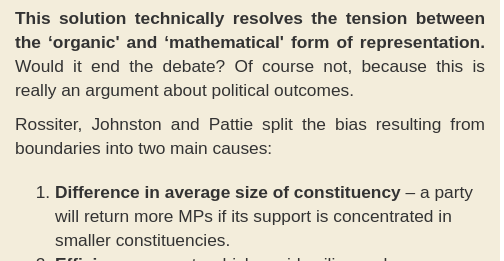 This solution technically resolves the tension between
the ‘organic' and ‘mathematical' form of representation.
Would it end the debate? Of course not, because this is
really an argument about political outcomes.
Rossiter, Johnston and Pattie split the bias resulting from
boundaries into two main causes:
1. Difference in average size of constituency – a party
will return more MPs if its support is concentrated in
smaller constituencies.